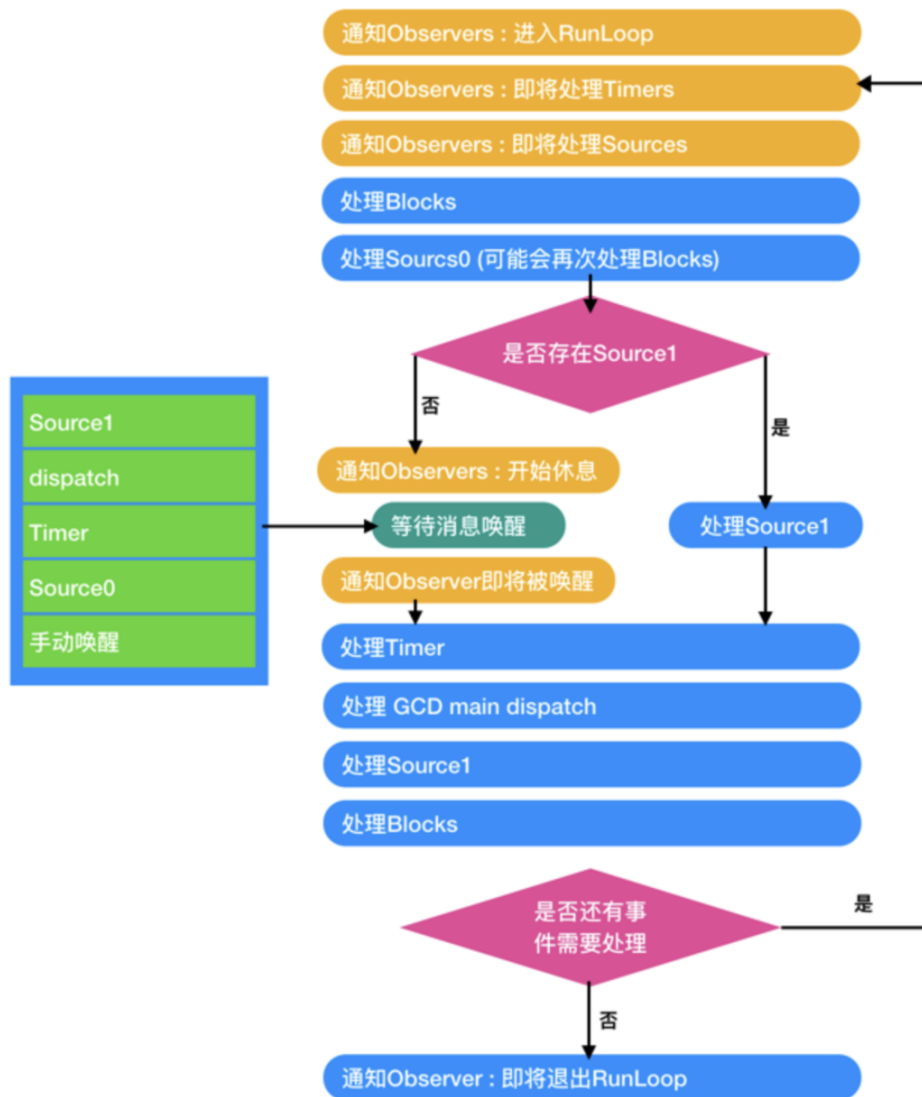 通知Observers : 进入RunLoop
通知Observers : 即将处理Timers
通知Observers : 即将处理Sources
处理Blocks
处理Sourcs0 (可能会再次处理Blocks)
是否存在Source1
否
是
Source1
dispatch
Timer
Source0
手动唤醒
通知Observers : 开始休息
等待消息唤醒
处理Source1
通知Observer即将被唤醒
处理Timer
处理 GCD main dispatch
处理Source1
处理Blocks
是否还有事
件需要处理
是
否
通知Observer : 即将退出RunLoop